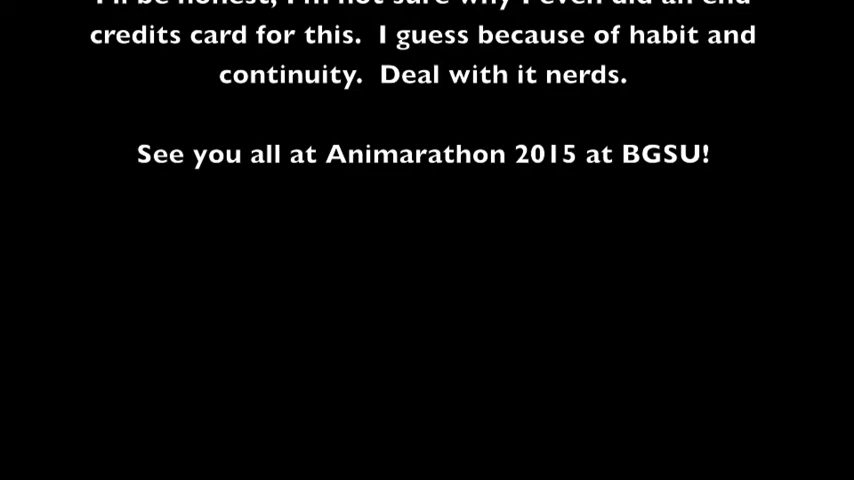 I'll be honest, I'm not sure why I even did an end
credits card for this.  I guess because of habit and
continuity.  Deal with it nerds.
See you all at Animarathon 2015 at BGSU!